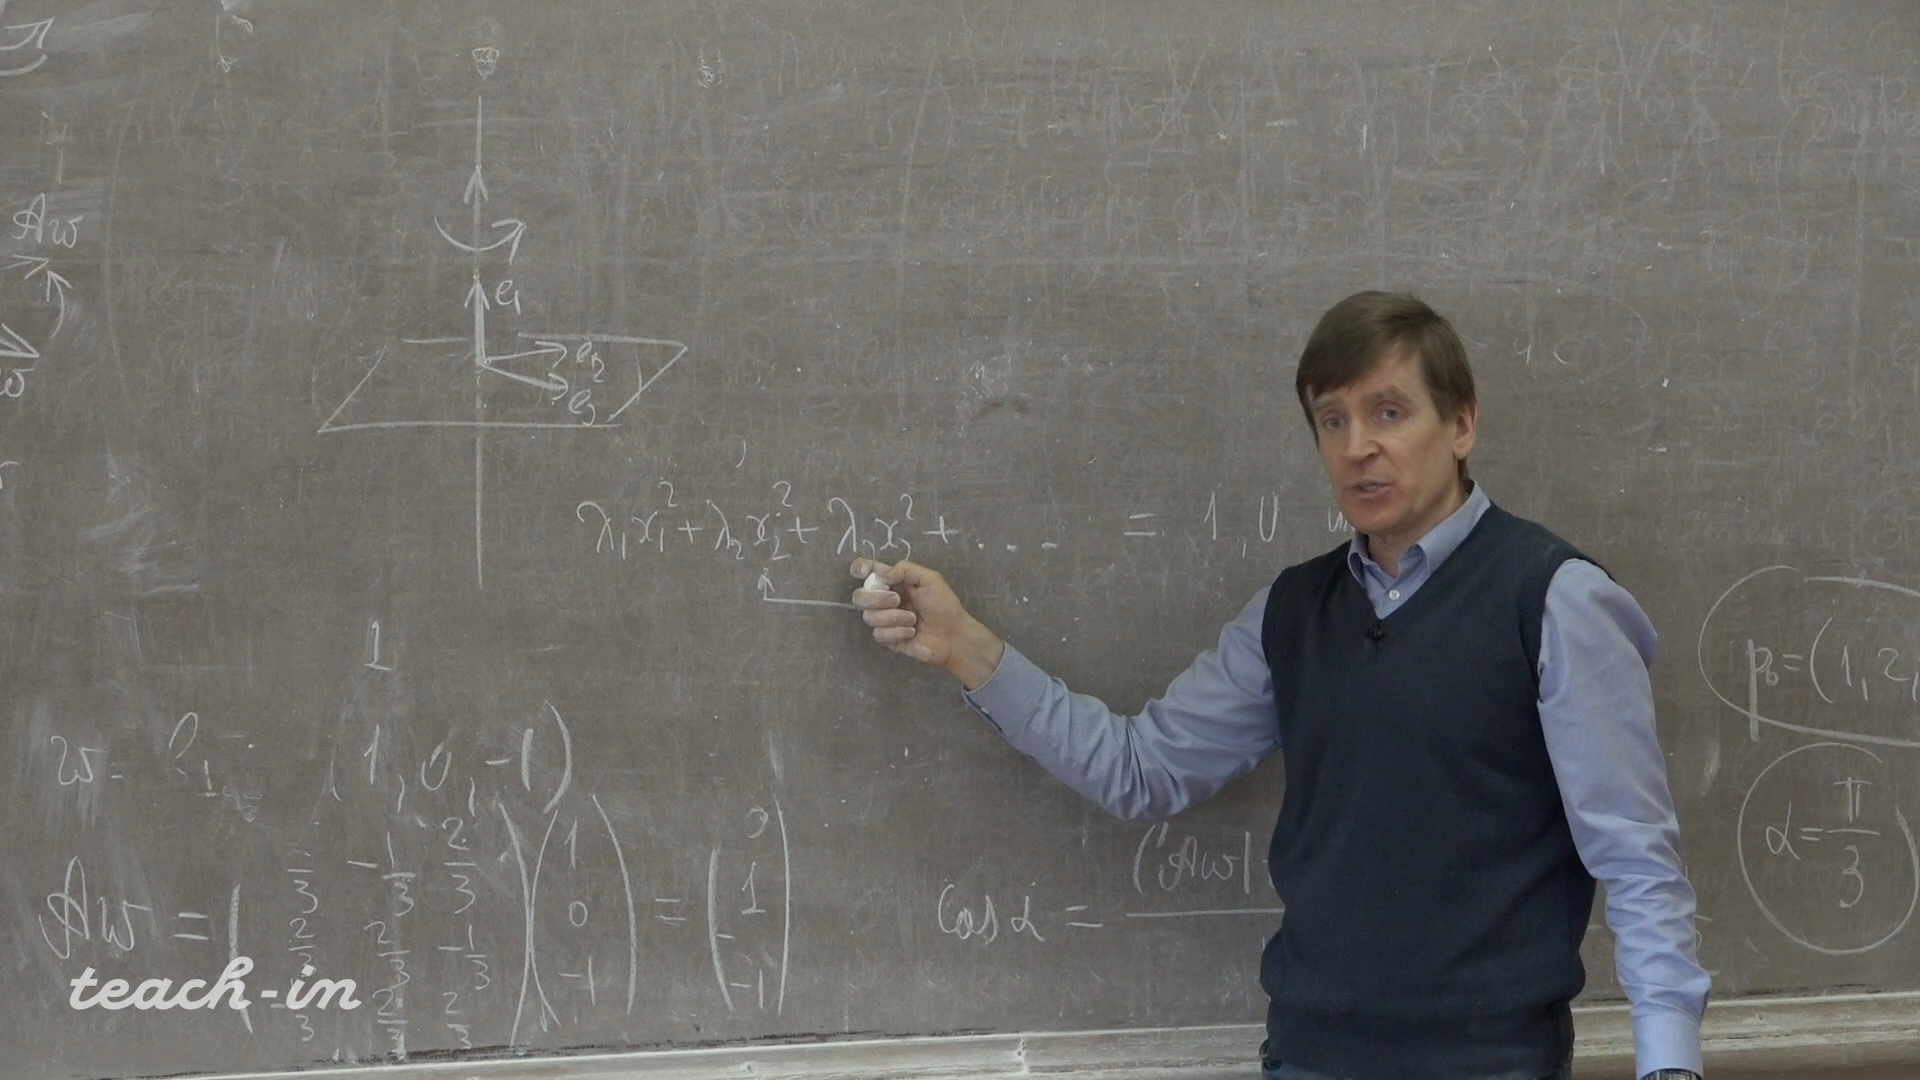 Aw
e₁
e₂
e₃
λ₁x₁² + λ₂x₂² + λ₃x₃² + . . . = 1, 0
1
p₀ = (1, 2,
w
(1, 0, -1)
α = π/3
Aw = ( -1/3 2/3 ) ( 1 ) = ( 0 )
2/3 2/3 -1/3 0 1
2/3 2/3 -1 -1
Cos α = (Aw|
teach-in